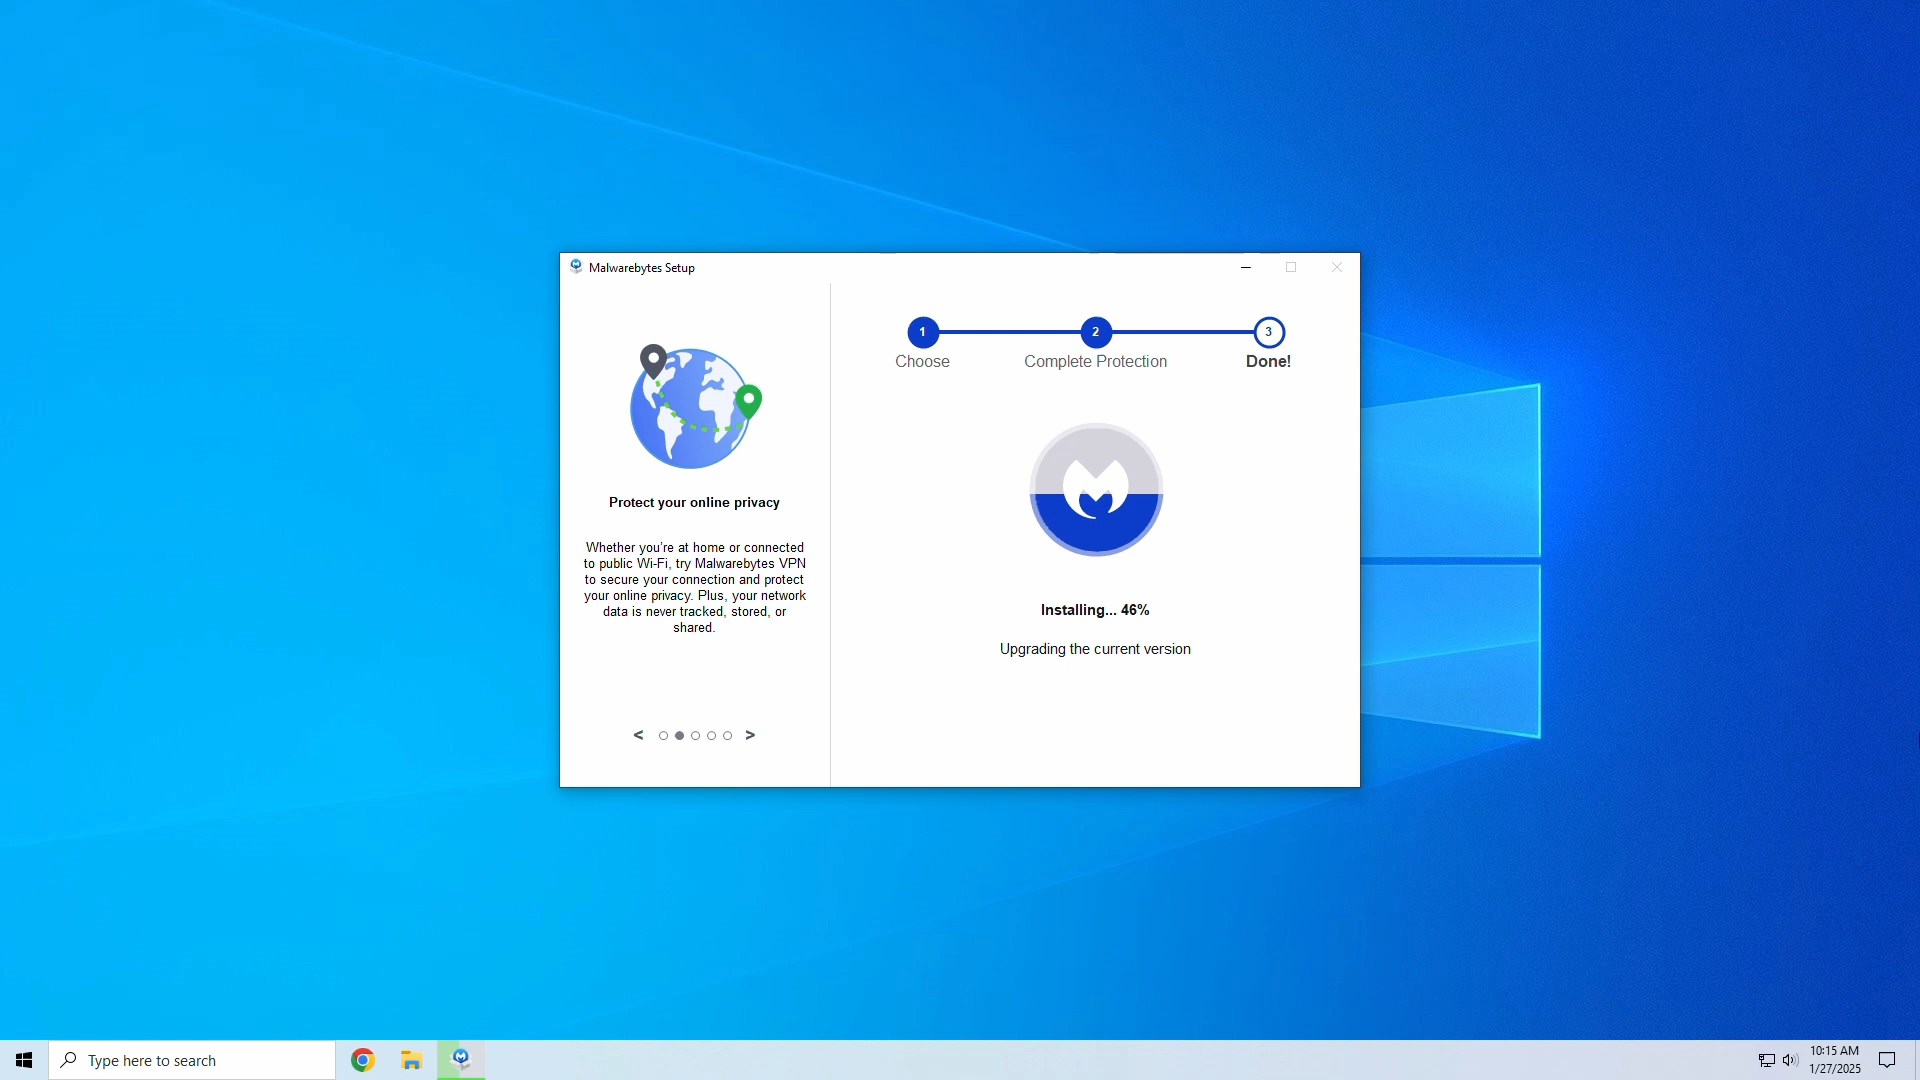 Malwarebytes Setup
1
2
3
Choose
Complete Protection
Done!
Protect your online privacy
Whether you're at home or connected
to public Wi-Fi, try Malwarebytes VPN
to secure your connection and protect
your online privacy. Plus, your network
data is never tracked, stored, or
shared.
< >
Installing... 46%
Upgrading the current version
Type here to search
10:15 AM
1/27/2025